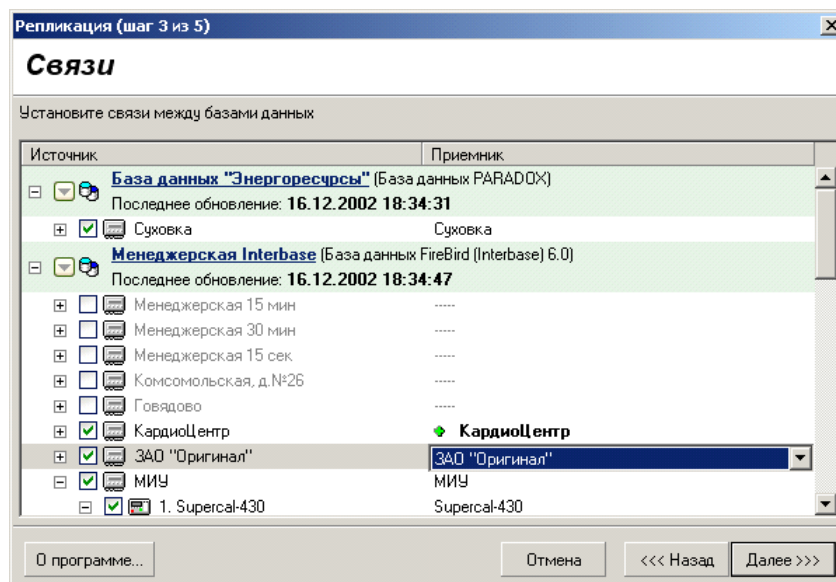 Репликация (шаг 3 из 5)
Связи
Установите связи между базами данных
Источник Приемник
База данных "Энергоресурсы" (База данных PARADOX)
Последнее обновление: 16.12.2002 18:34:31
Суховка Суховка
Менеджерская Interbase (База данных FireBird (Interbase) 6.0)
Последнее обновление: 16.12.2002 18:34:47
Менеджерская 15 мин -----
Менеджерская 30 мин -----
Менеджерская 15 сек -----
Комсомольская, д.№26 -----
Говядово -----
КардиоЦентр КардиоЦентр
ЗАО "Оригинал" ЗАО "Оригинал"
МИУ МИУ
1. Supercal-430 Supercal-430
О программе... Отмена <<< Назад Далее >>>